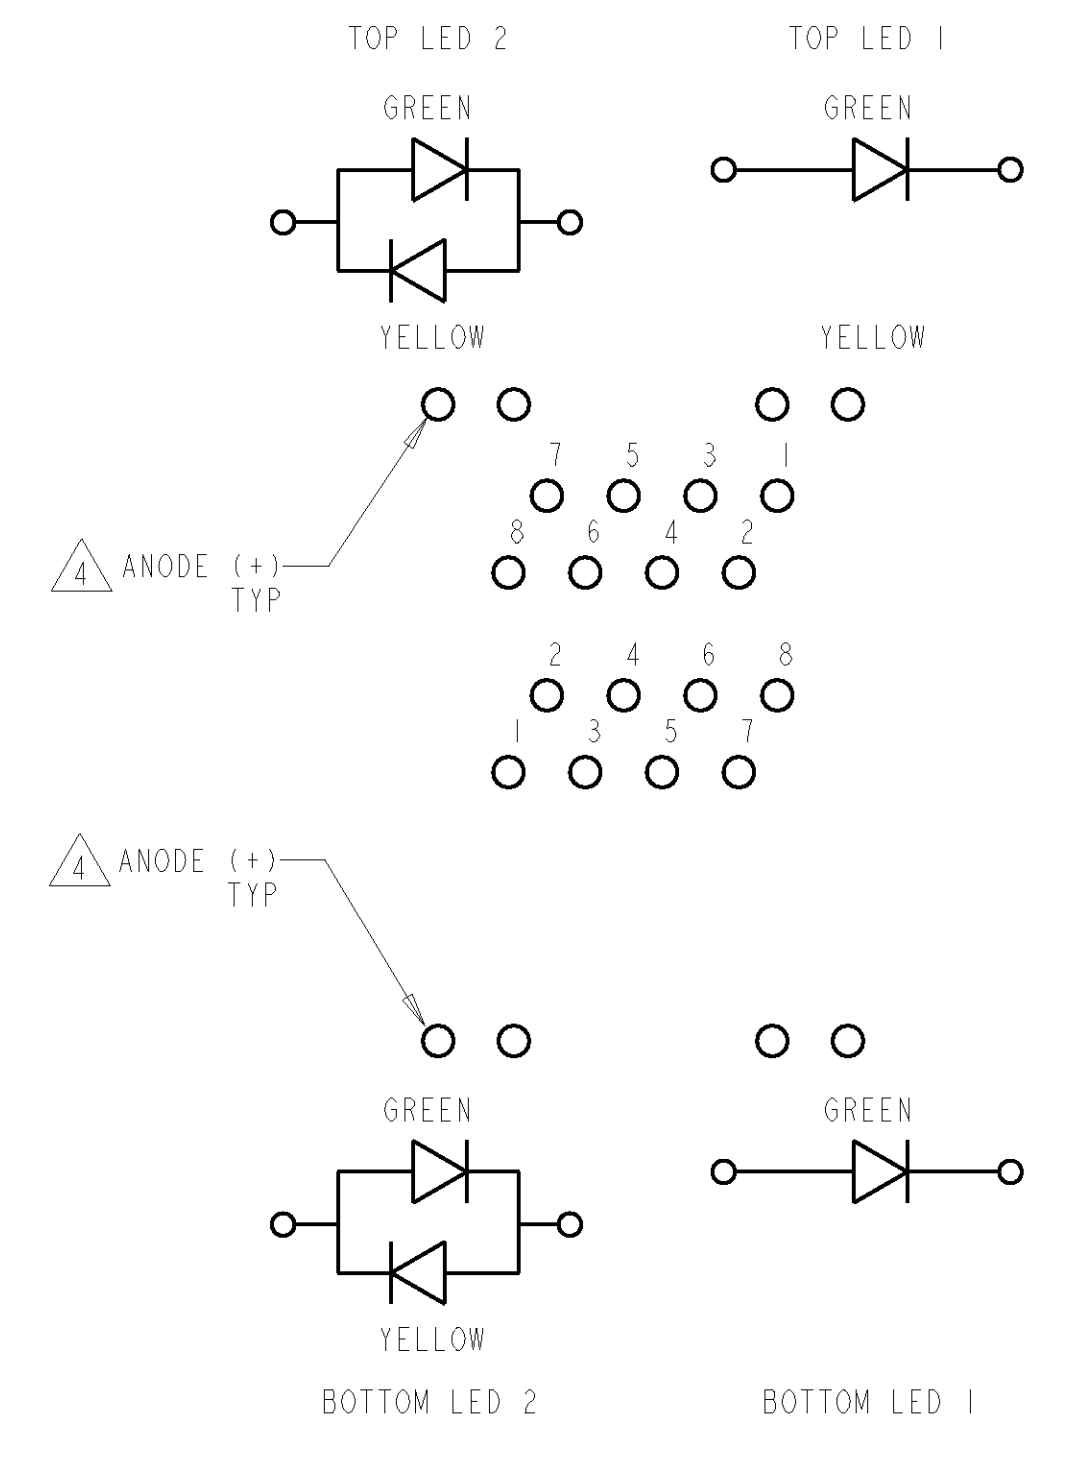 TOP LED 2 TOP LED 1
GREEN GREEN
YELLOW YELLOW
7 5 3 1
8 6 4 2
4 ANODE (+)
TYP
2 4 6 8
1 3 5 7
4 ANODE (+)
TYP
GREEN GREEN
YELLOW
BOTTOM LED 2 BOTTOM LED 1